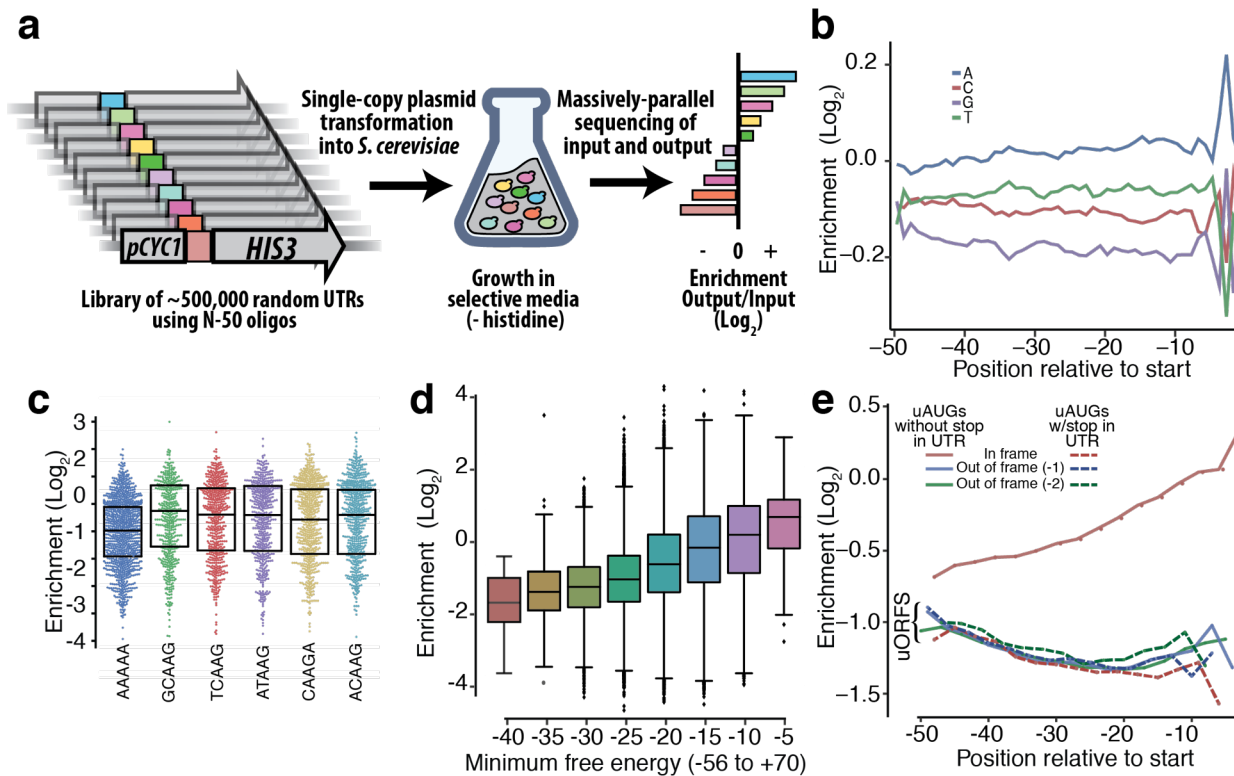 a
Single-copy plasmid
transformation
into S. cerevisiae
Massively-parallel
sequencing of
input and output
pCYC1
HIS3
Library of ~500,000 random UTRs
using N-50 oligos
Growth in
selective media
(- histidine)
- 0 +
Enrichment
Output/Input
(Log2)
b
Enrichment (Log2)
0.2
0.0
−0.2
A
C
G
T
−50 −40 −30 −20 −10
Position relative to start
c
Enrichment (Log2)
3
2
1
0
-1
-2
-3
-4
AAAAA
GCAAG
TCAAG
ATAAG
CAAGA
ACAAG
d
Enrichment (Log2)
4
2
0
-2
-4
-40 -35 -30 -25 -20 -15 -10 -5
Minimum free energy (-56 to +70)
e
Enrichment (Log2)
0.5
0.0
-0.5
-1.0
-1.5
uORFS
uAUGs
without stop
in UTR
uAUGs
w/stop in
UTR
In frame
Out of frame (-1)
Out of frame (-2)
-50 -40 -30 -20 -10
Position relative to start